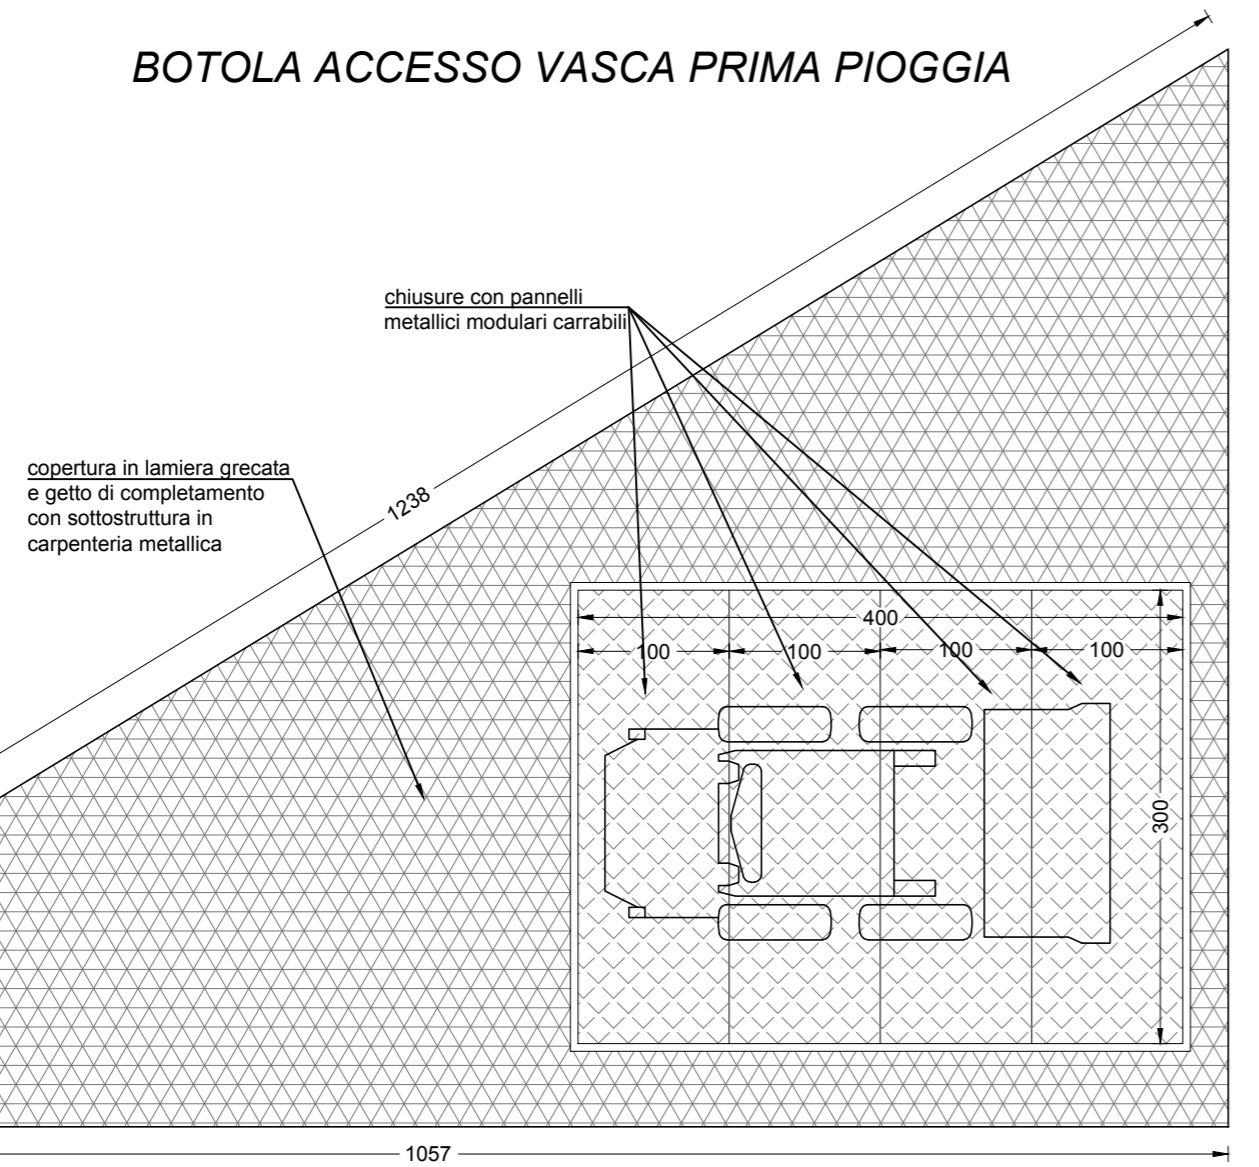 BOTOLA ACCESSO VASCA PRIMA PIOGGIA
chiusure con pannelli
metallici modulari carrabili
copertura in lamiera grecata
e getto di completamento
con sottostruttura in
carpenteria metallica
1238
400
100
100
100
100
300
1057